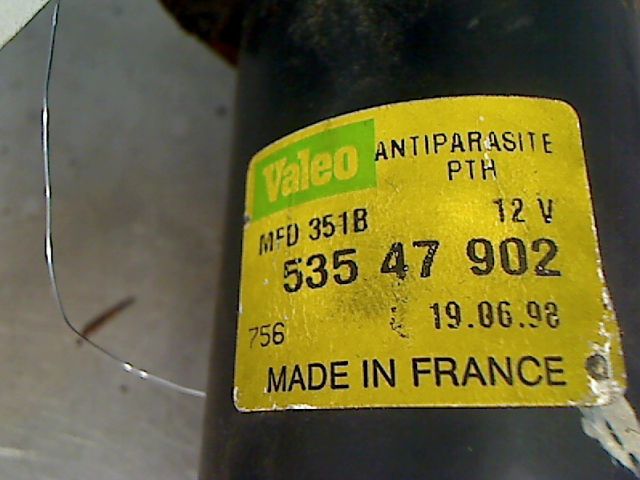 Valeo
ANTIPARASITE
PTH
MFD 351B
12 V
535 47 902
19.06.98
756
MADE IN FRANCE